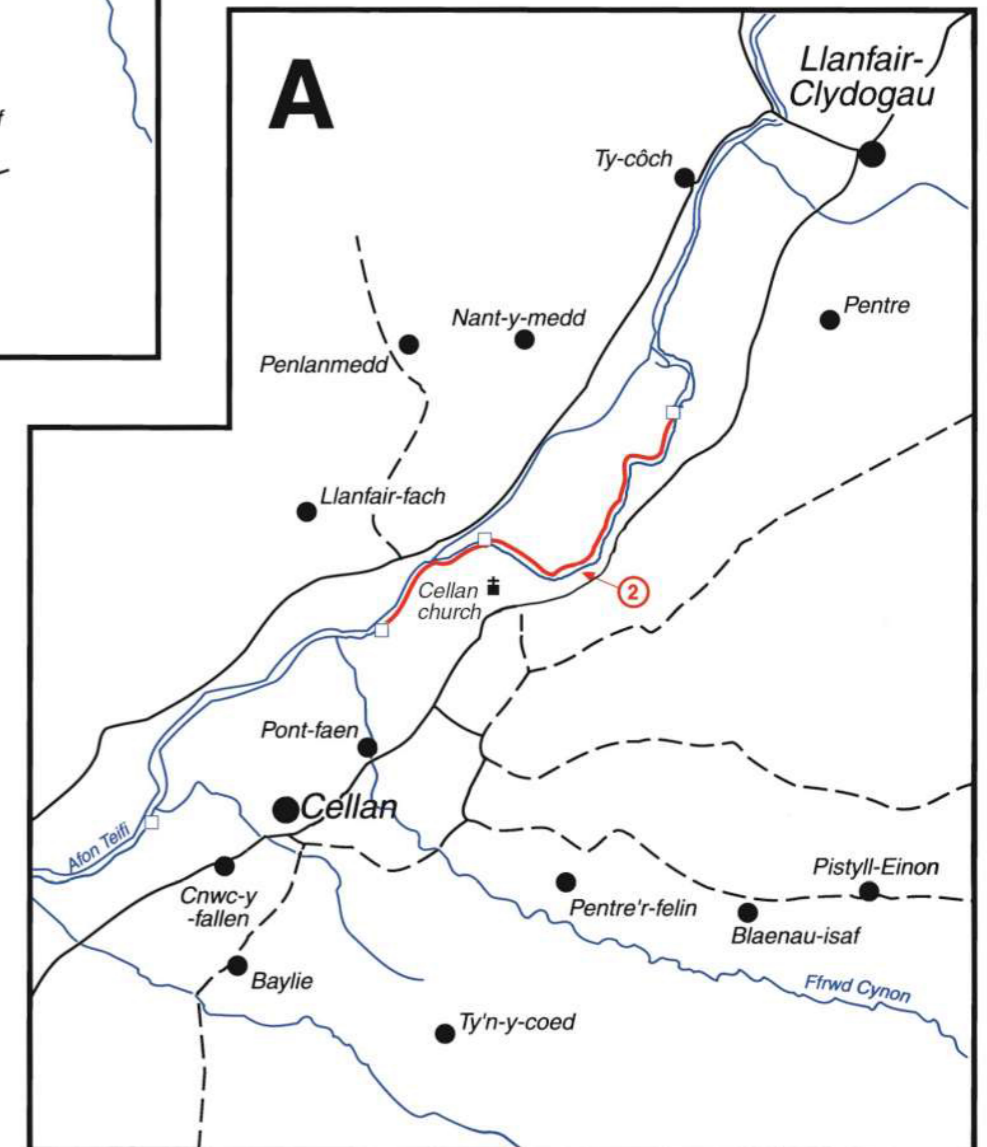 A
Llanfair-
Clydogau
f
Ty-côch
Nant-y-medd
Pentre
Penlanmedd
Llanfair-fach
Cellan
church
2
Pont-faen
Cellan
Afon Teifi
Cnwc-y
-fallen
Pistyll-Einon
Pentre'r-felin
Blaenau-isaf
Baylie
Ffrwd Cynon
Ty'n-y-coed